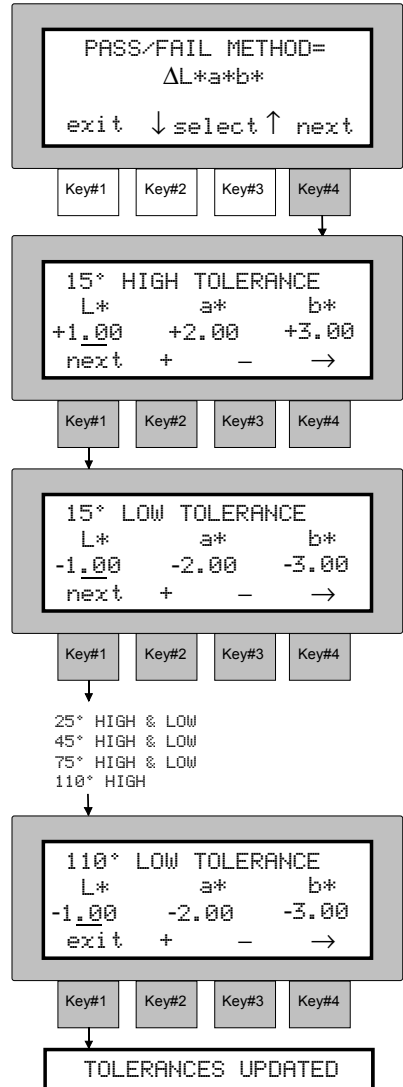 PASS/FAIL METHOD=
ΔL*a*b*
exit ↓ select ↑ next
Key#1 Key#2 Key#3 Key#4
15° HIGH TOLERANCE
L* a* b*
+1.00 +2.00 +3.00
next + – →
Key#1 Key#2 Key#3 Key#4
15° LOW TOLERANCE
L* a* b*
-1.00 -2.00 -3.00
next + – →
Key#1 Key#2 Key#3 Key#4
25° HIGH & LOW
45° HIGH & LOW
75° HIGH & LOW
110° HIGH
110° LOW TOLERANCE
L* a* b*
-1.00 -2.00 -3.00
exit + – →
Key#1 Key#2 Key#3 Key#4
TOLERANCES UPDATED